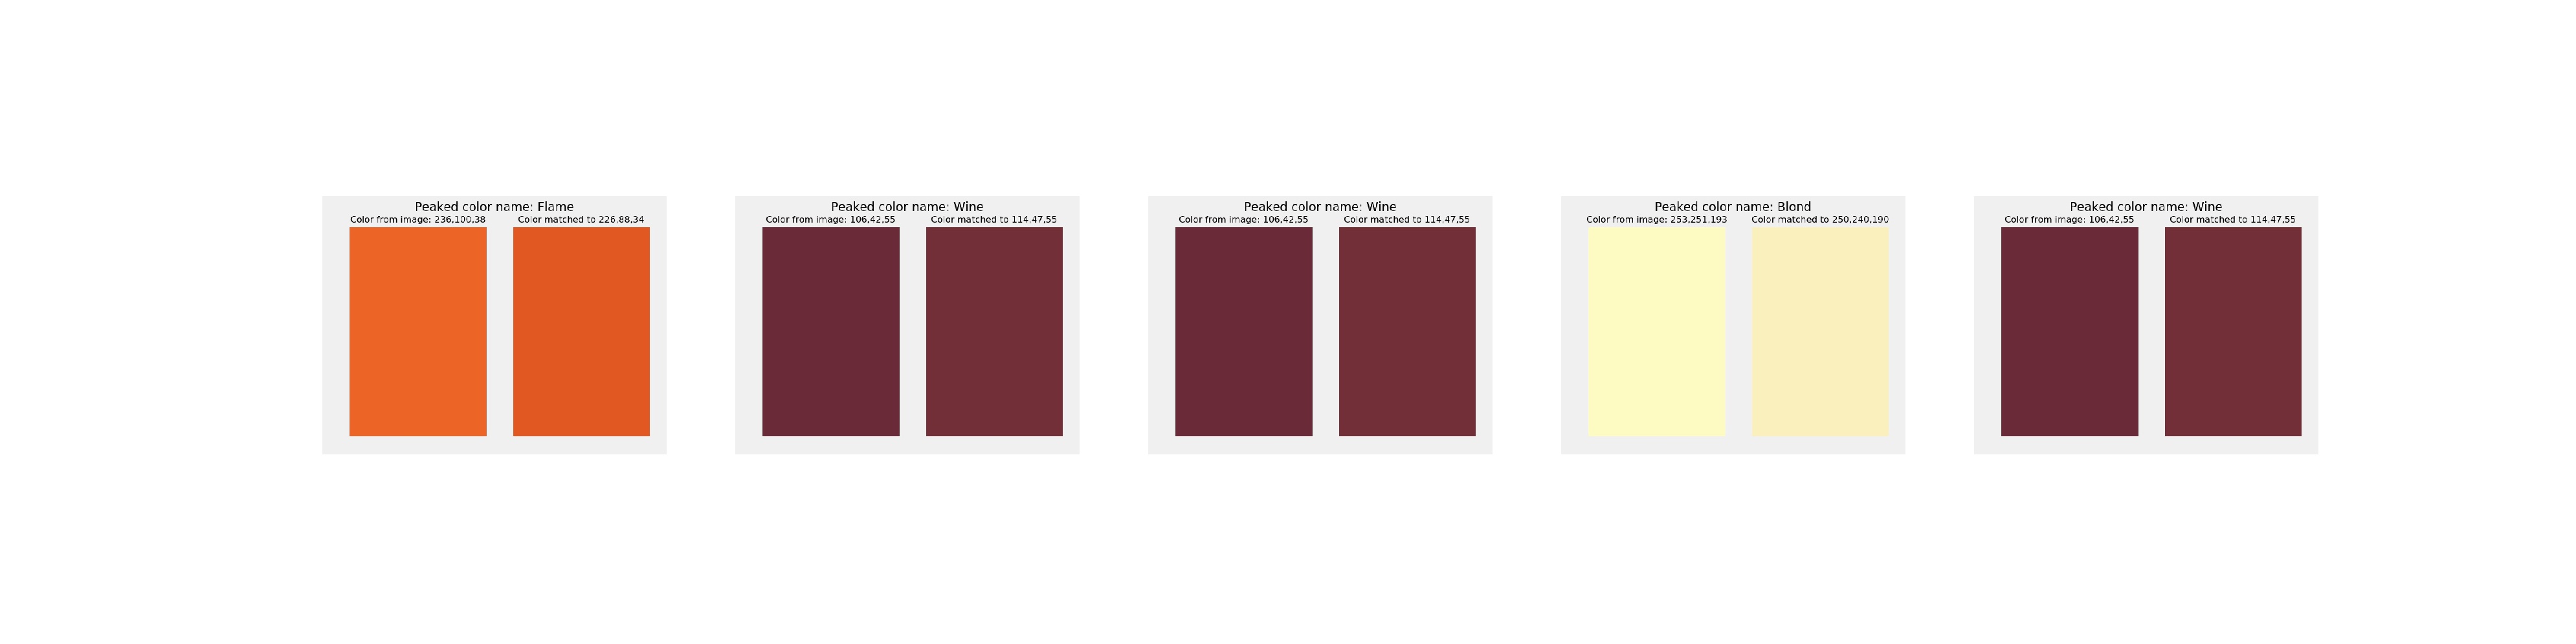 Peaked color name: Flame
Color from image: 236,100,38 Color matched to 226,88,34
Peaked color name: Wine
Color from image: 106,42,55 Color matched to 114,47,55
Peaked color name: Wine
Color from image: 106,42,55 Color matched to 114,47,55
Peaked color name: Blond
Color from image: 253,251,193 Color matched to 250,240,190
Peaked color name: Wine
Color from image: 106,42,55 Color matched to 114,47,55